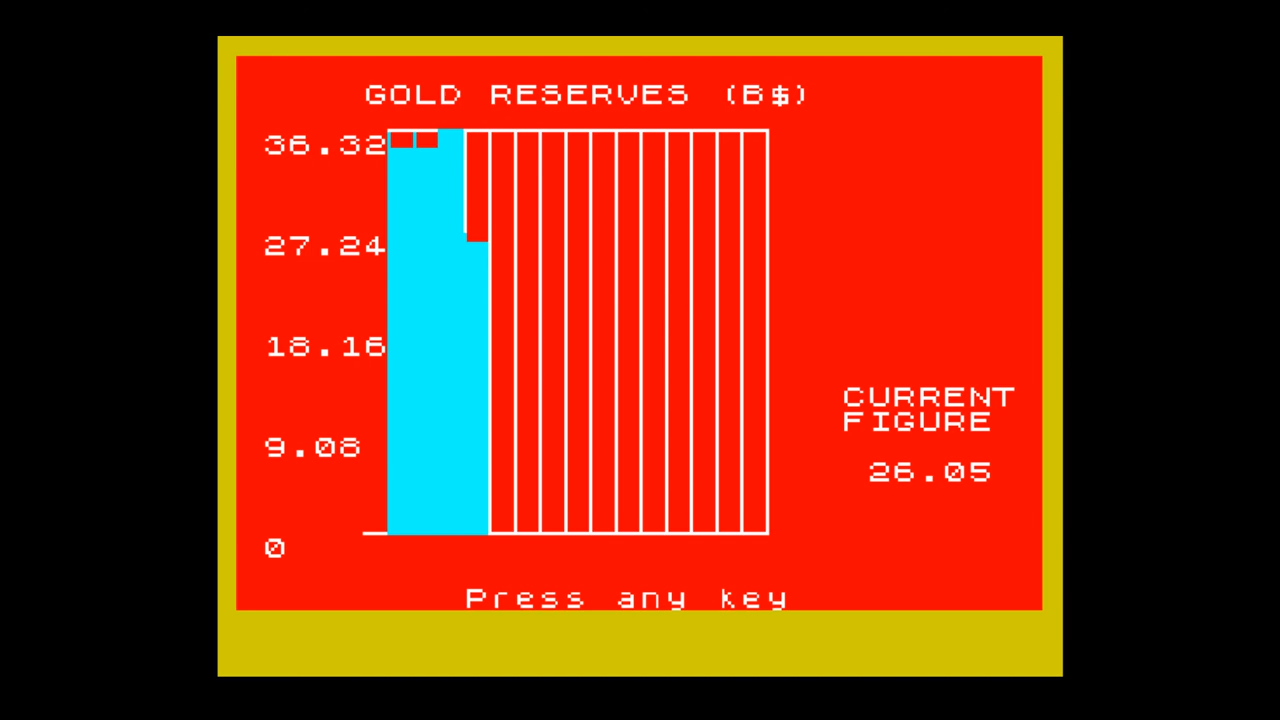 GOLD RESERVES (B$)
36.32
27.24
18.16
9.08
0
CURRENT
FIGURE
26.05
Press any key